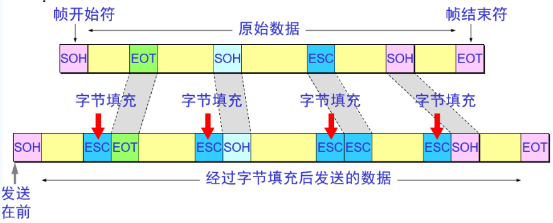 帧开始符
原始数据
帧结束符
SOH EOT SOH ESC SOH EOT
字节填充 字节填充 字节填充 字节填充
SOH ESC EOT ESC SOH ESC ESC ESC SOH EOT
经过字节填充后发送的数据
发送
在前